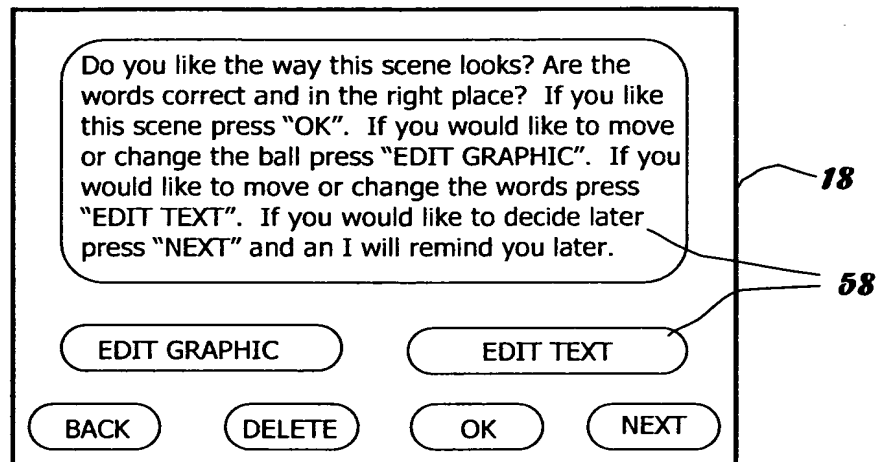 Do you like the way this scene looks? Are the
words correct and in the right place? If you like
this scene press "OK". If you would like to move
or change the ball press "EDIT GRAPHIC". If you
would like to move or change the words press
"EDIT TEXT". If you would like to decide later
press "NEXT" and an I will remind you later.
18
58
EDIT GRAPHIC EDIT TEXT
BACK DELETE OK NEXT